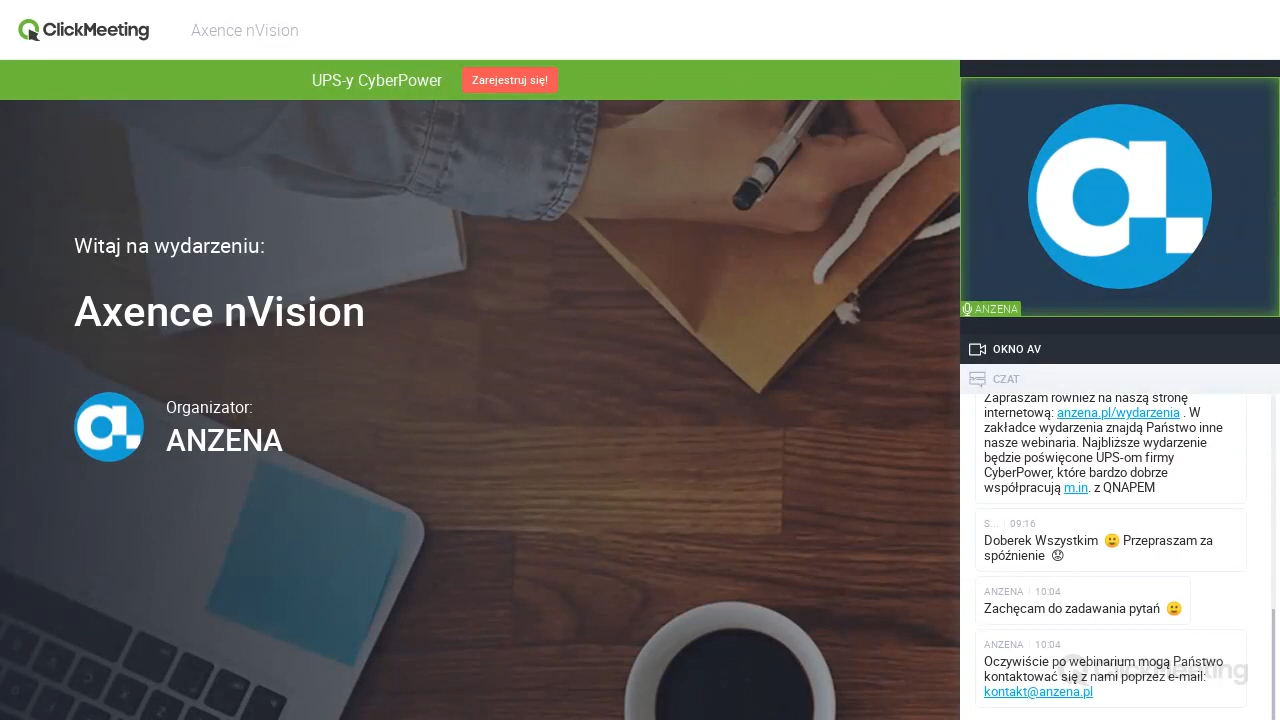 ClickMeeting
Axence nVision
UPS-y CyberPower
Zarejestruj się!
Witaj na wydarzeniu:
Axence nVision
Organizator:
ANZENA
a.
ANZENA
OKNO AV
CZAT
Zapraszam również na naszą stronę
internetową: anzena.pl/wydarzenia . W
zakładce wydarzenia znajdą Państwo inne
nasze webinaria. Najbliższe wydarzenie
będzie poświęcone UPS-om firmy
CyberPower, które bardzo dobrze
współpracują m.in. z QNAPEM
S... 09:16
Doberek Wszystkim 🙂 Przepraszam za
spóźnienie 😟
ANZENA 10:04
Zachęcam do zadawania pytań 🙂
ANZENA 10:04
Oczywiście po webinarium mogą Państwo
kontaktować się z nami poprzez e-mail:
kontakt@anzena.pl
ClickMeeting